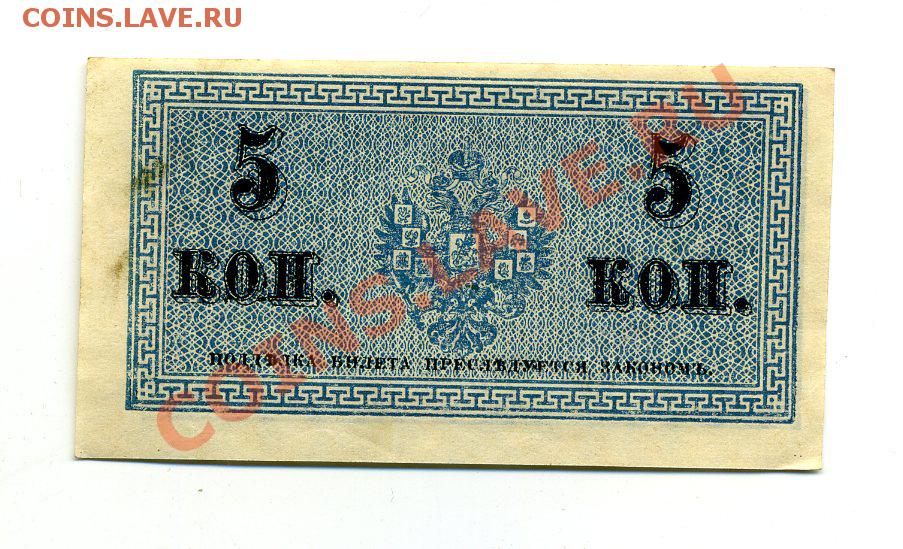 COINS.LAVE.RU
5 5
КОП. КОП.
ПОДДѢЛКА БИЛЕТА ПРЕСЛѢДУЕТСЯ ЗАКОНОМЪ.
COINS.LAVE.RU